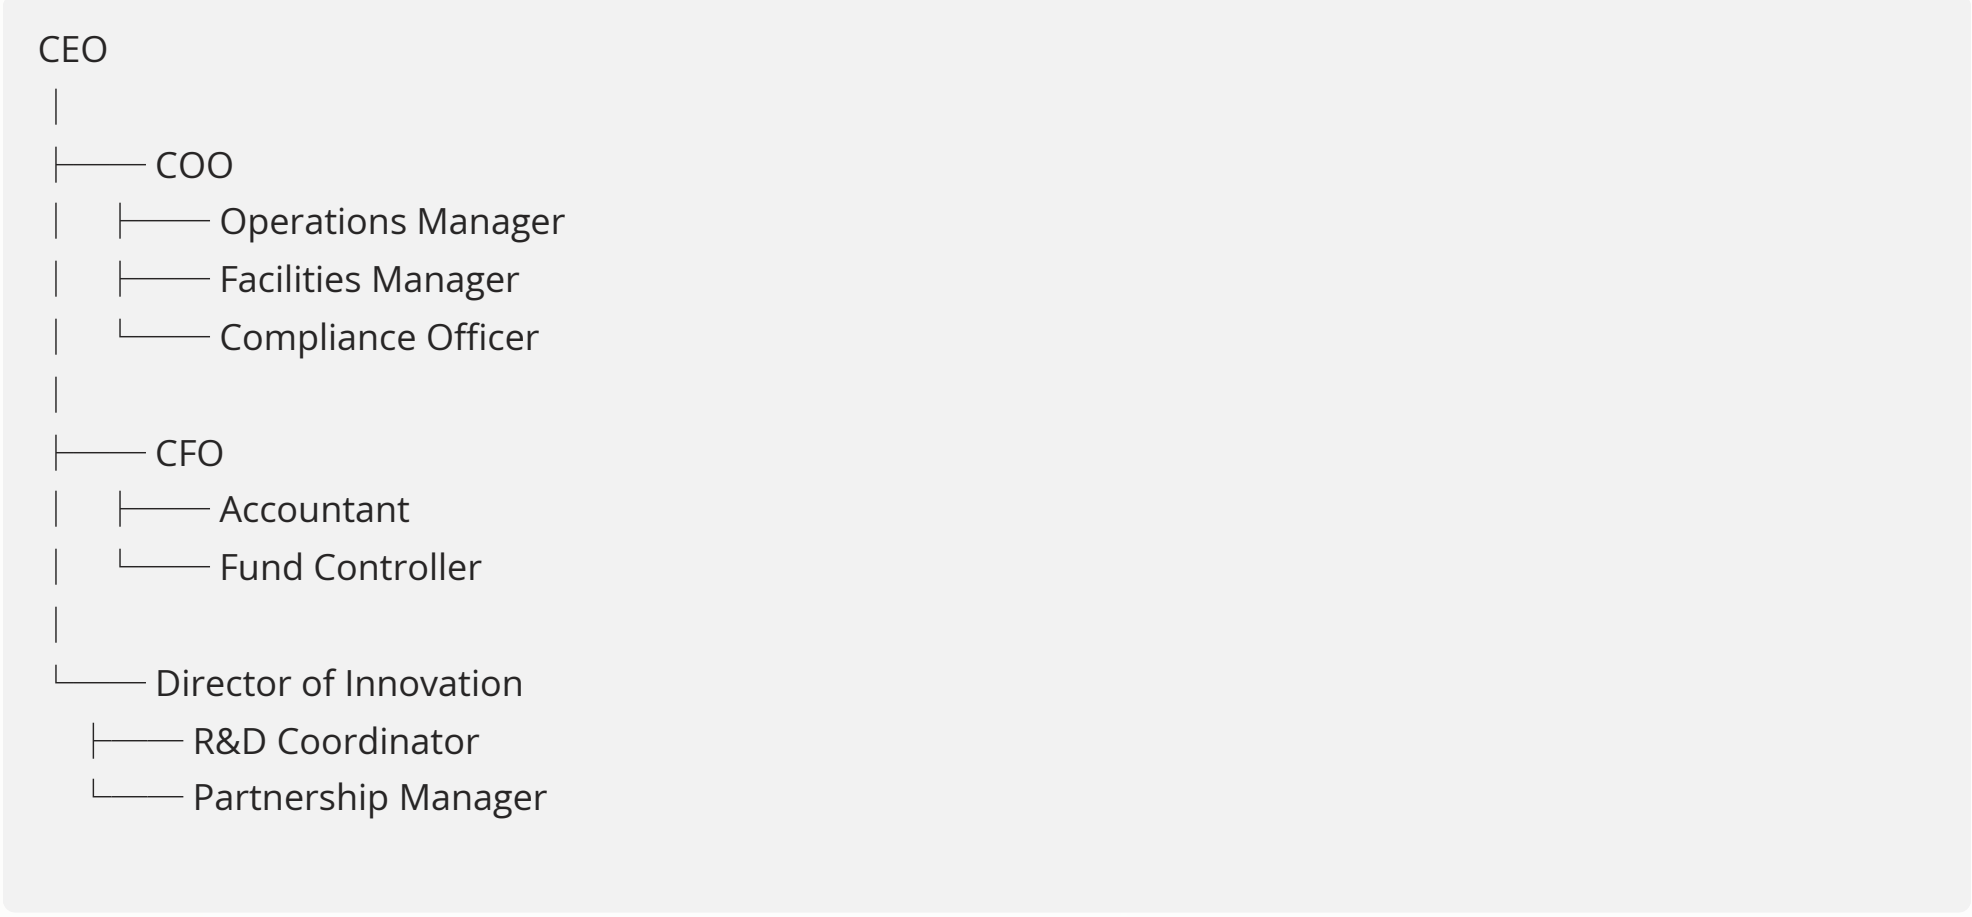 CEO
│
├── COO
│ ├── Operations Manager
│ ├── Facilities Manager
│ └── Compliance Officer
│
├── CFO
│ ├── Accountant
│ └── Fund Controller
│
└── Director of Innovation
├── R&D Coordinator
└── Partnership Manager